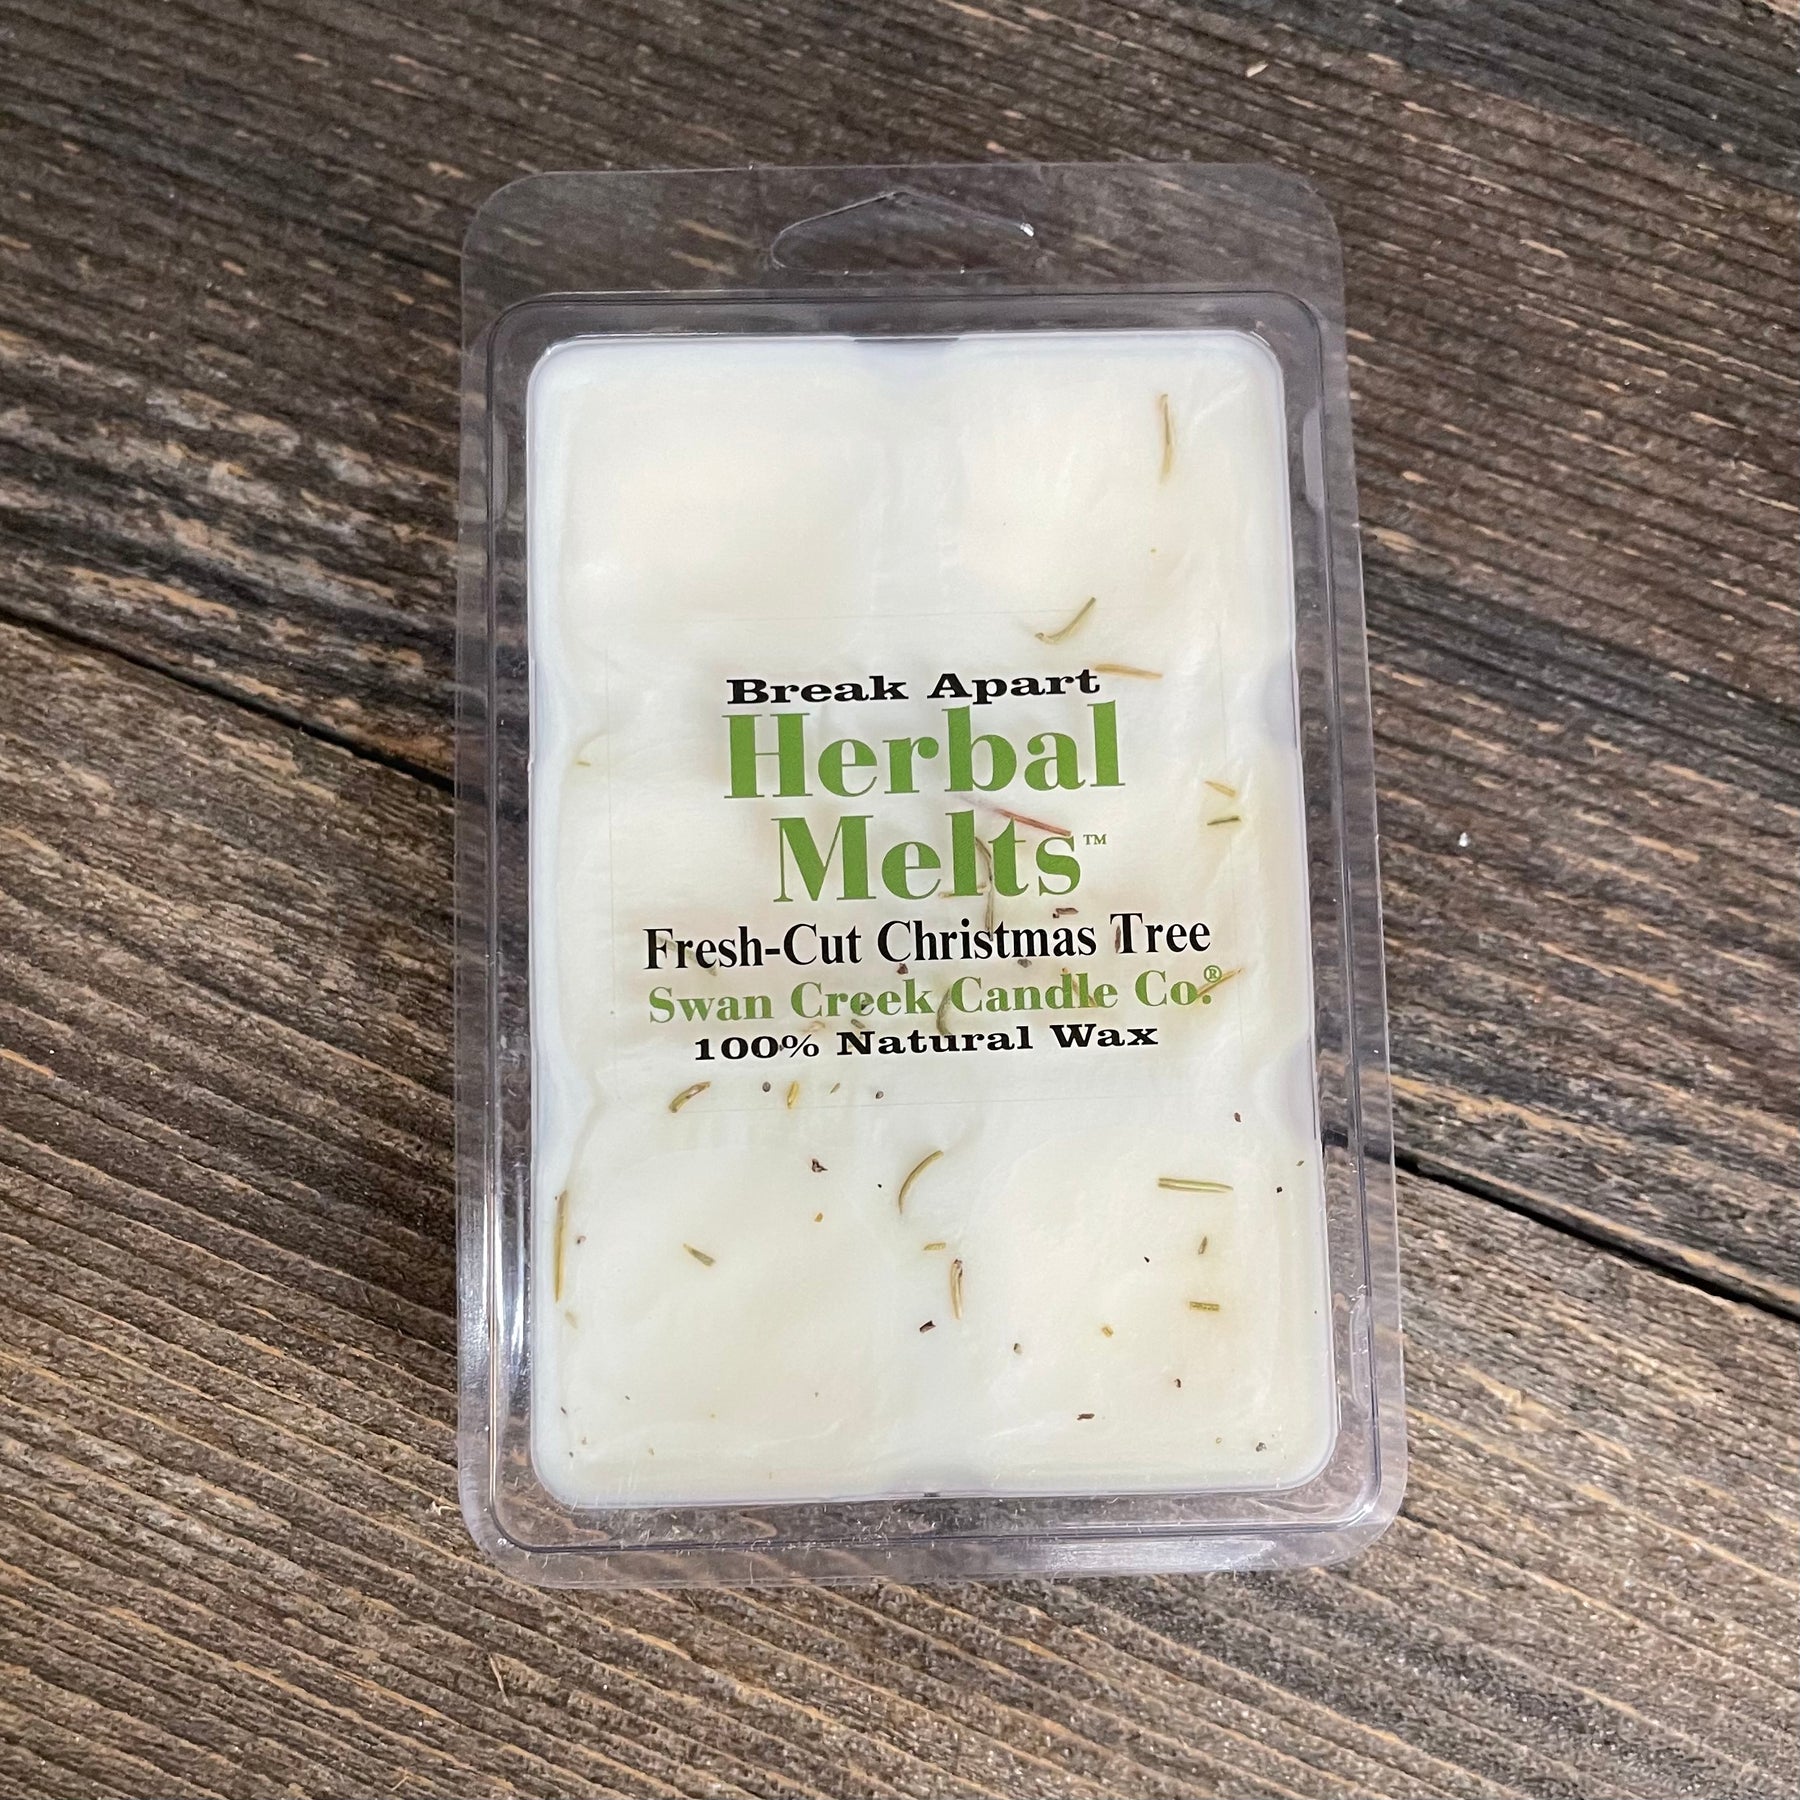 Break Apart
Herbal
Melts™
Fresh-Cut Christmas Tree
Swan Creek Candle Co.®
100% Natural Wax